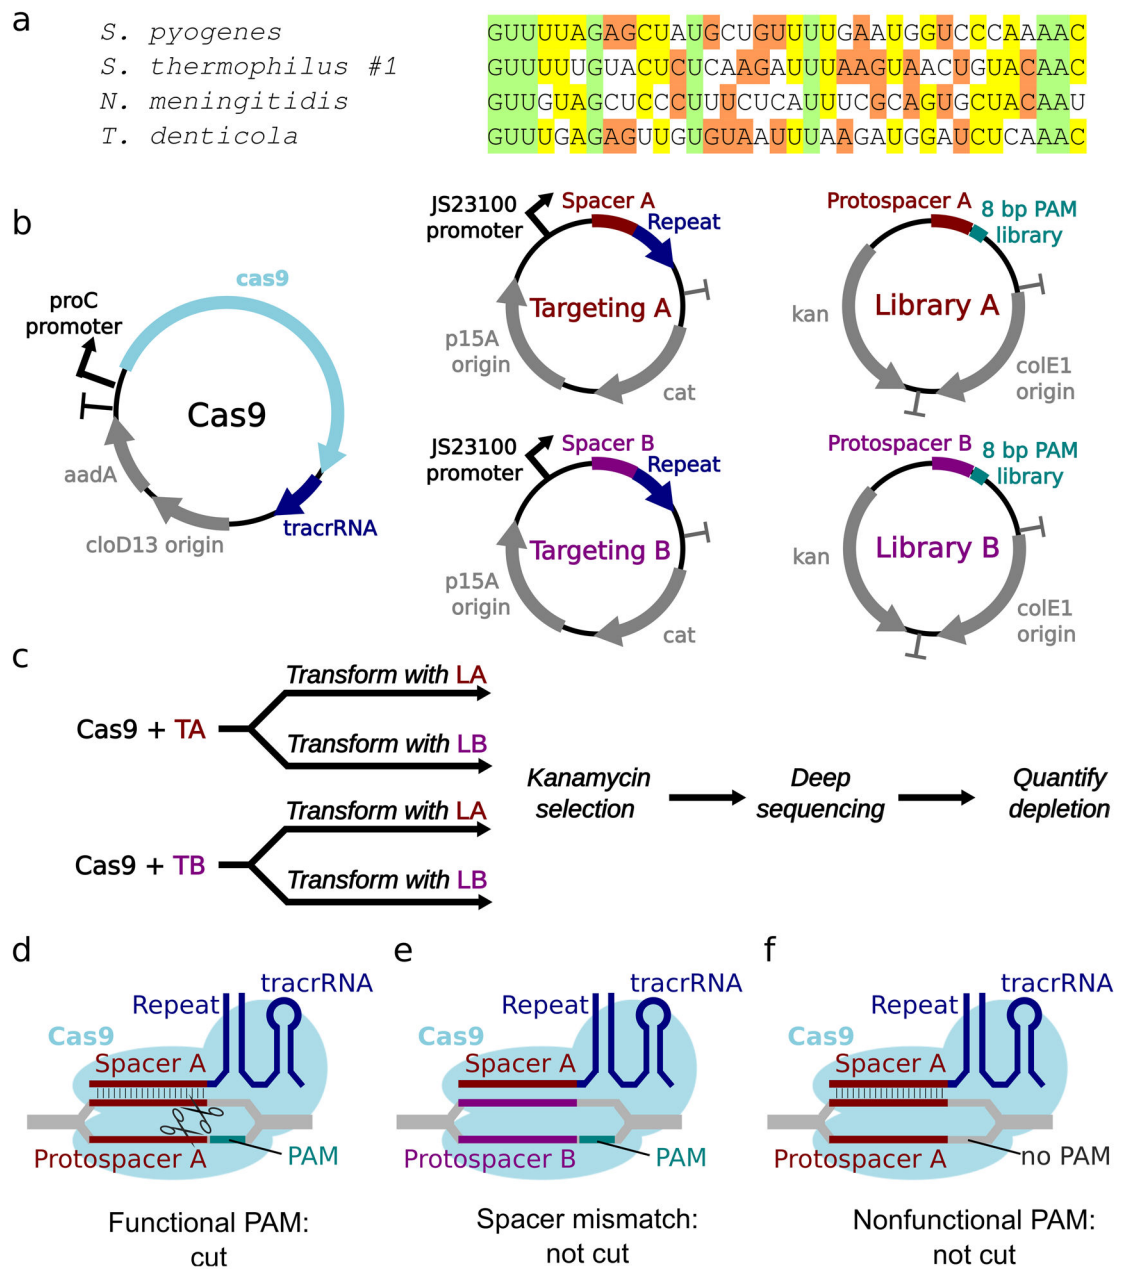 a
S. pyogenes GUUUUAGAGCUAUGCUGUUUUGAAUGGUCCCAAAAC
S. thermophilus #1 GUUUUUGUACUCUCAAGAUUUAAGUAACUGUACAAC
N. meningitidis GUUGUAGCUCCCUUUCUCAUUUCGCAGUGCUACAAU
T. denticola GUUUGAGAGUUGUGUAAUUUAAGAUGGAUCUCAAAC
b
cas9
proC
promoter
Cas9
aadA
cloD13 origin
tracrRNA
JS23100
promoter
Spacer A
Repeat
Targeting A
p15A
origin
cat
Protospacer A
8 bp PAM
library
kan
Library A
colE1
origin
JS23100
promoter
Spacer B
Repeat
Targeting B
p15A
origin
cat
Protospacer B
8 bp PAM
library
kan
Library B
colE1
origin
c
Cas9 + TA
Transform with LA
Transform with LB
Cas9 + TB
Transform with LA
Transform with LB
Kanamycin
selection
Deep
sequencing
Quantify
depletion
d
tracrRNA
Repeat
Cas9
Spacer A
Protospacer A
PAM
Functional PAM:
cut
e
tracrRNA
Repeat
Cas9
Spacer A
Protospacer B
PAM
Spacer mismatch:
not cut
f
tracrRNA
Repeat
Cas9
Spacer A
Protospacer A
no PAM
Nonfunctional PAM:
not cut